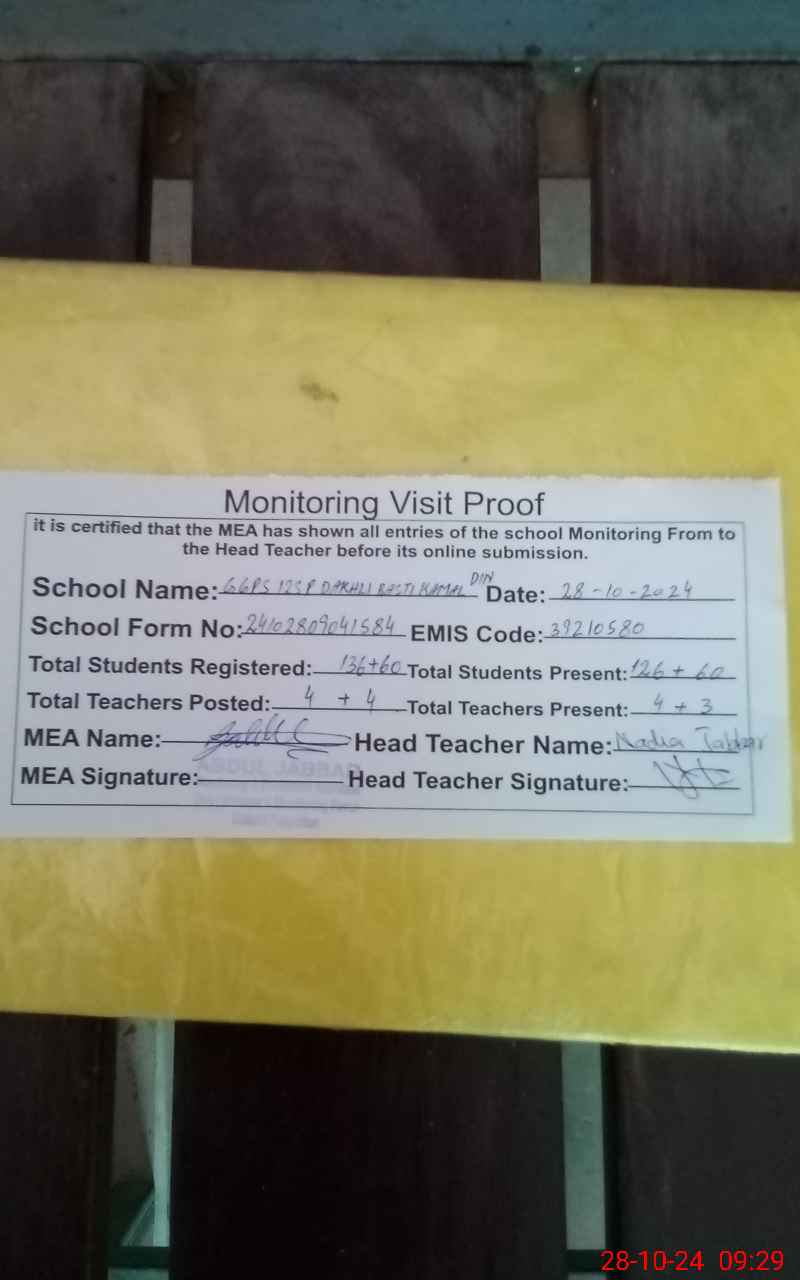 Monitoring Visit Proof
it is certified that the MEA has shown all entries of the school Monitoring From to
the Head Teacher before its online submission.
School Name: GGPS 125 P DAKHLI BASTI KAMAL DIN Date: 28-10-2024
School Form No: 24102809041584 EMIS Code: 39210580
Total Students Registered: 136+60 Total Students Present: 126 + 60
Total Teachers Posted: 4 + 4 Total Teachers Present: 4 + 3
MEA Name: Head Teacher Name: Nadia Jabbar
ABDUL JABBAR
MEA Signature: Head Teacher Signature:
28-10-24 09:29